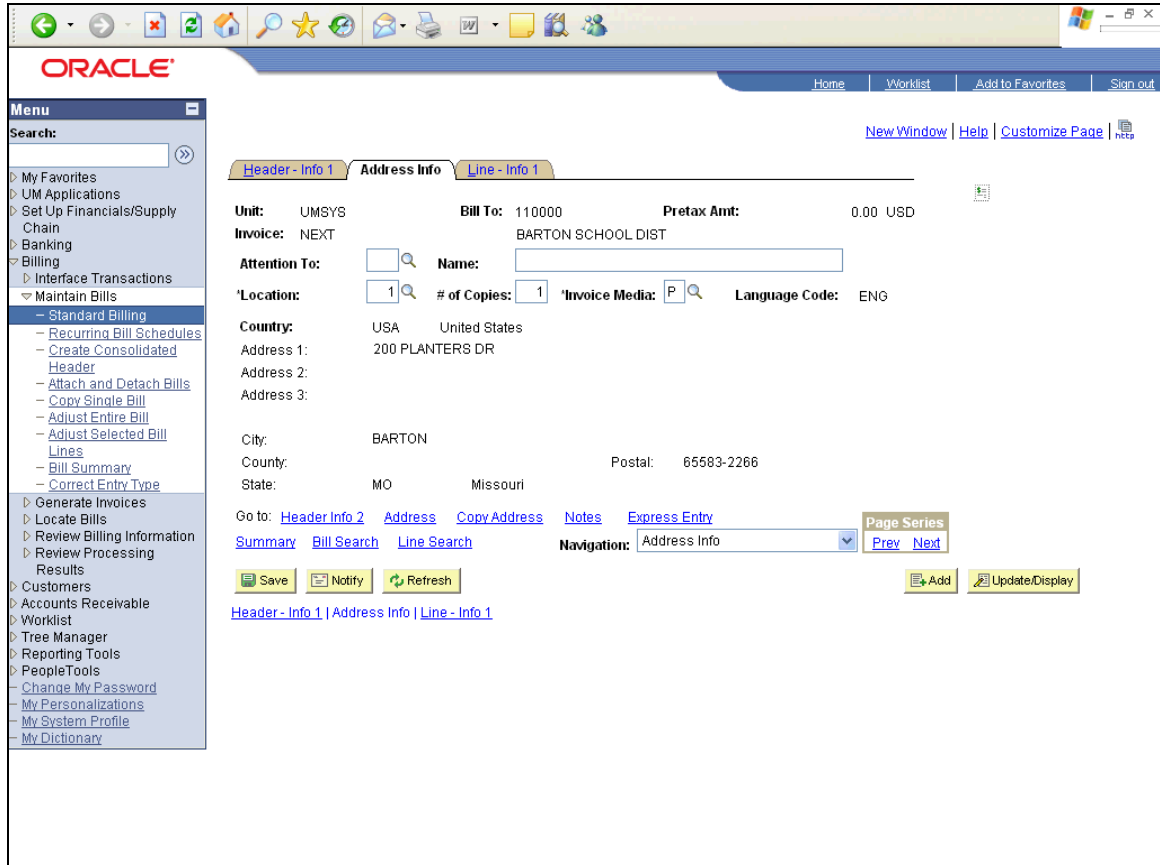 ORACLE
Home Worklist Add to Favorites Sign out
Menu
Search:
My Favorites
UM Applications
Set Up Financials/Supply
Chain
Banking
Billing
Interface Transactions
Maintain Bills
Standard Billing
Recurring Bill Schedules
Create Consolidated
Header
Attach and Detach Bills
Copy Single Bill
Adjust Entire Bill
Adjust Selected Bill
Lines
Bill Summary
Correct Entry Type
Generate Invoices
Locate Bills
Review Billing Information
Review Processing
Results
Customers
Accounts Receivable
Worklist
Tree Manager
Reporting Tools
PeopleTools
Change My Password
My Personalizations
My System Profile
My Dictionary
New Window | Help | Customize Page | http
Header - Info 1 Address Info Line - Info 1
Unit: UMSYS Bill To: 110000 Pretax Amt: 0.00 USD
Invoice: NEXT BARTON SCHOOL DIST
Attention To: Name:
*Location: 1 # of Copies: 1 *Invoice Media: P Language Code: ENG
Country: USA United States
Address 1: 200 PLANTERS DR
Address 2:
Address 3:
City: BARTON
County: Postal: 65583-2266
State: MO Missouri
Go to: Header Info 2 Address Copy Address Notes Express Entry
Summary Bill Search Line Search Navigation: Address Info
Page Series
Prev Next
Save Notify Refresh Add Update/Display
Header - Info 1 | Address Info | Line - Info 1